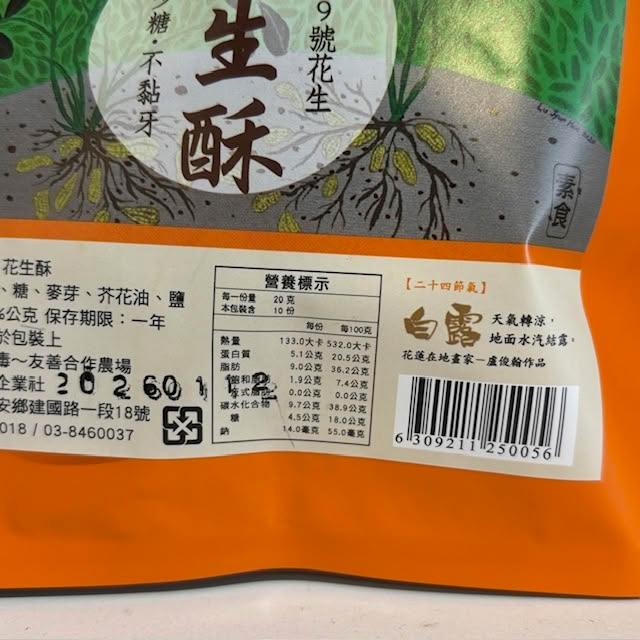 生酥
9號花生
糖·不黏牙
素食
花生酥
、糖、麥芽、芥花油、鹽
公克 保存期限：一年
於包裝上
毒～友善合作農場
企業社 20260112
安鄉建國路一段18號
018 / 03-8460037
營養標示
每一份量 20 克
本包裝含 10 份
每份 每100克
熱量 133.0大卡 532.0大卡
蛋白質 5.1公克 20.5公克
脂肪 9.0公克 36.2公克
飽和脂肪 1.9公克 7.4公克
式脂肪 0.0公克 0.0公克
碳水化合物 9.7公克 38.9公克
糖 4.5公克 18.0公克
鈉 14.0毫克 55.0毫克
【二十四節氣】
白露
天氣轉涼，
地面水汽結露。
花蓮在地畫家－盧俊翰作品
6 309211 250056